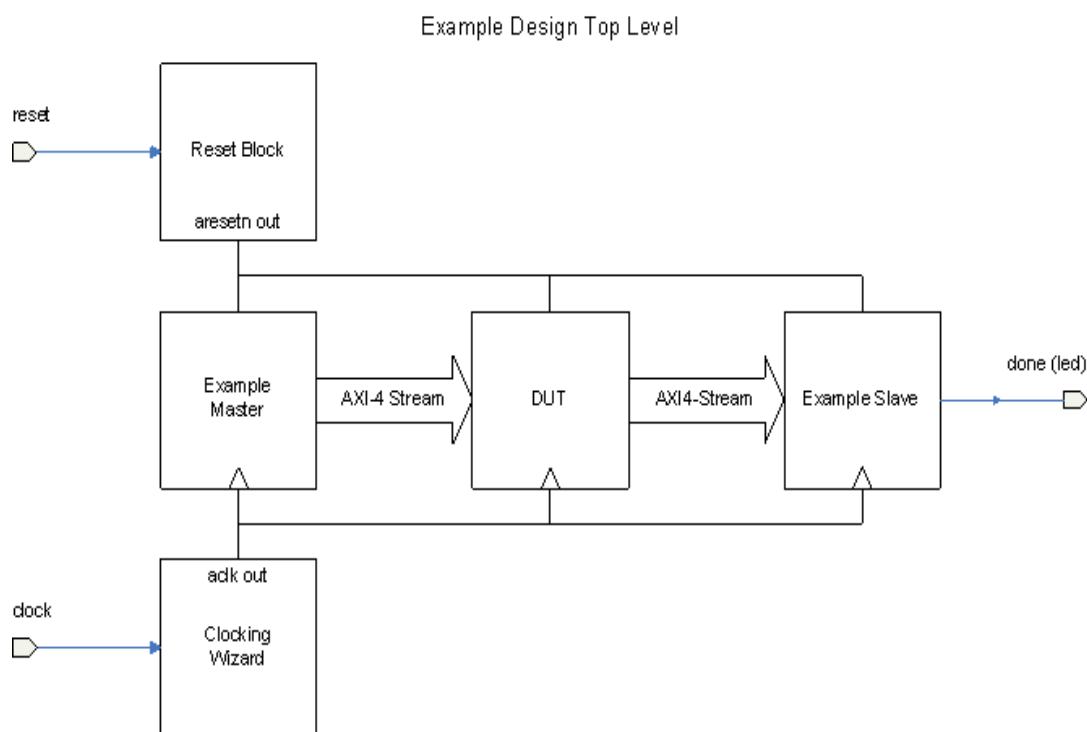 Example Design Top Level
reset
Reset Block
aresetn out
Example
Master
AXI-4 Stream
DUT
AXI4-Stream
Example Slave
done (led)
aclk out
clock
Clocking
Wizard